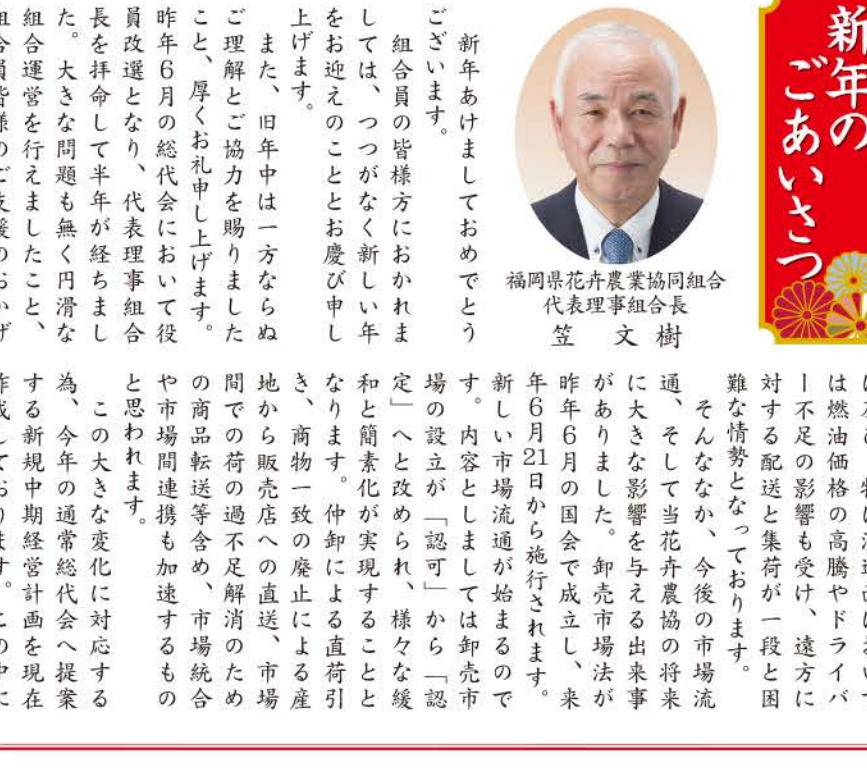 新年の
ごあいさつ
福岡県花卉農業協同組合
代表理事組合長
笠 文樹
新年あけましておめでとう
ございます。
組合員の皆様方におかれま
しては、つつがなく新しい年
をお迎えのこととお慶び申し
上げます。
また、旧年中は一方ならぬ
ご理解とご協力を賜りました
こと、厚くお礼申し上げます。
昨年6月の総代会において役
員改選となり、代表理事組合
長を拝命して半年が経ちまし
た。大きな問題も無く円滑な
組合運営を行えましたこと、
組合員皆様のご支援のおかげ
は燃油価格の高騰やドライバ
ー不足の影響も受け、遠方に
対する配送と集荷が一段と困
難な情勢となっております。
そんななか、今後の市場流
通、そして当花卉農協の将来
に大きな影響を与える出来事
がありました。卸売市場法が
昨年6月の国会で成立し、来
年6月21日から施行されます。
新しい市場流通が始まるので
す。内容としましては卸売市
場の設立が「認可」から「認
定」へと改められ、様々な緩
和と簡素化が実現することと
なります。仲卸による直荷引
き、商物一致の廃止による産
地から販売店への直送、市場
間での荷の過不足解消のため
の商品転送等含め、市場統合
や市場間連携も加速するもの
と思われます。
この大きな変化に対応する
為、今年の通常総代会へ提案
する新規中期経営計画を現在
作成しております。この中に